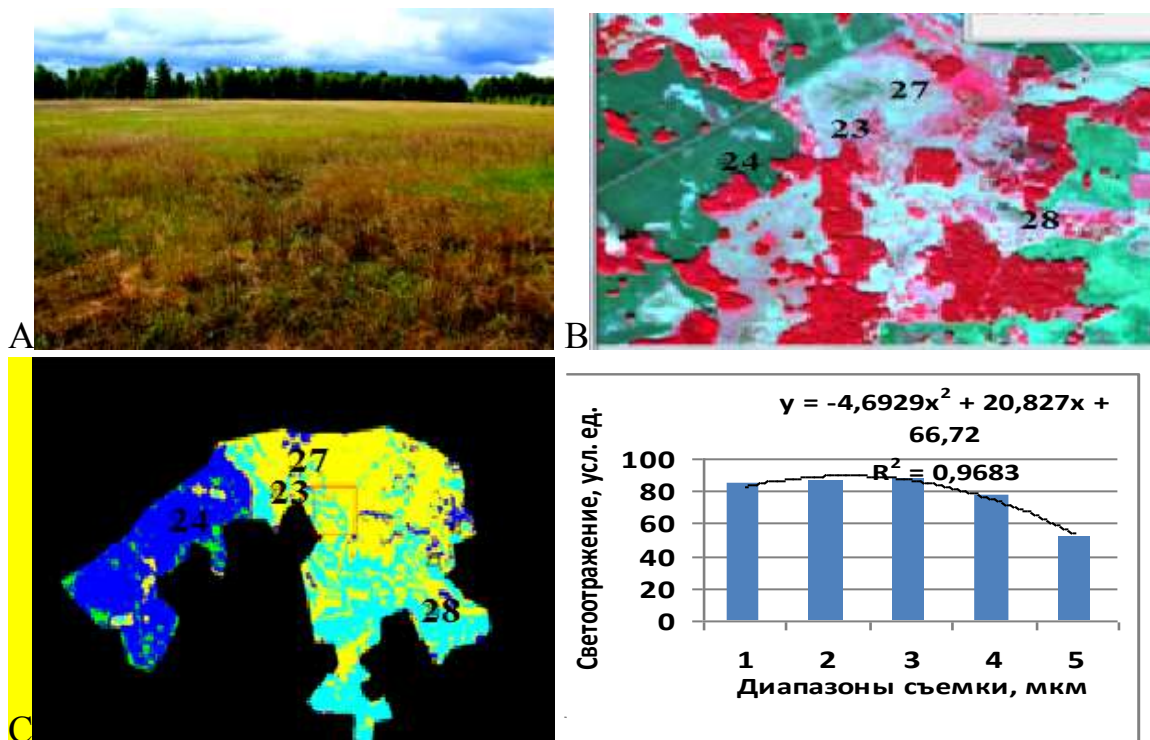 A
B
27
23
24
28
C
27
23
24
28
y = -4,6929x² + 20,827x +
66,72
R² = 0,9683
Светоотражение, усл. ед.
100
80
60
40
20
0
1 2 3 4 5
Диапазоны съемки, мкм